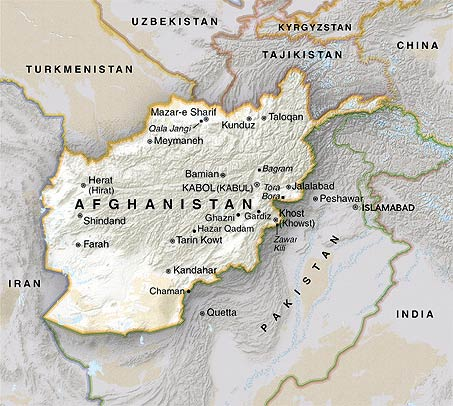 UZBEKISTAN
KYRGYZSTAN
CHINA
TAJIKISTAN
TURKMENISTAN
Mazar-e Sharif
Qala Jangi
Kunduz
Taloqan
Meymaneh
Bamian
Bagram
Herat
(Hirat)
KABOL (KABUL)
Tora
Bora
Jalalabad
Peshawar
ISLAMABAD
AFGHANISTAN
Shindand
Ghazni
Gardiz
Khost
(Khowst)
Hazar Qadam
Zawar
Kili
Farah
Tarin Kowt
IRAN
Kandahar
Chaman
Quetta
PAKISTAN
INDIA